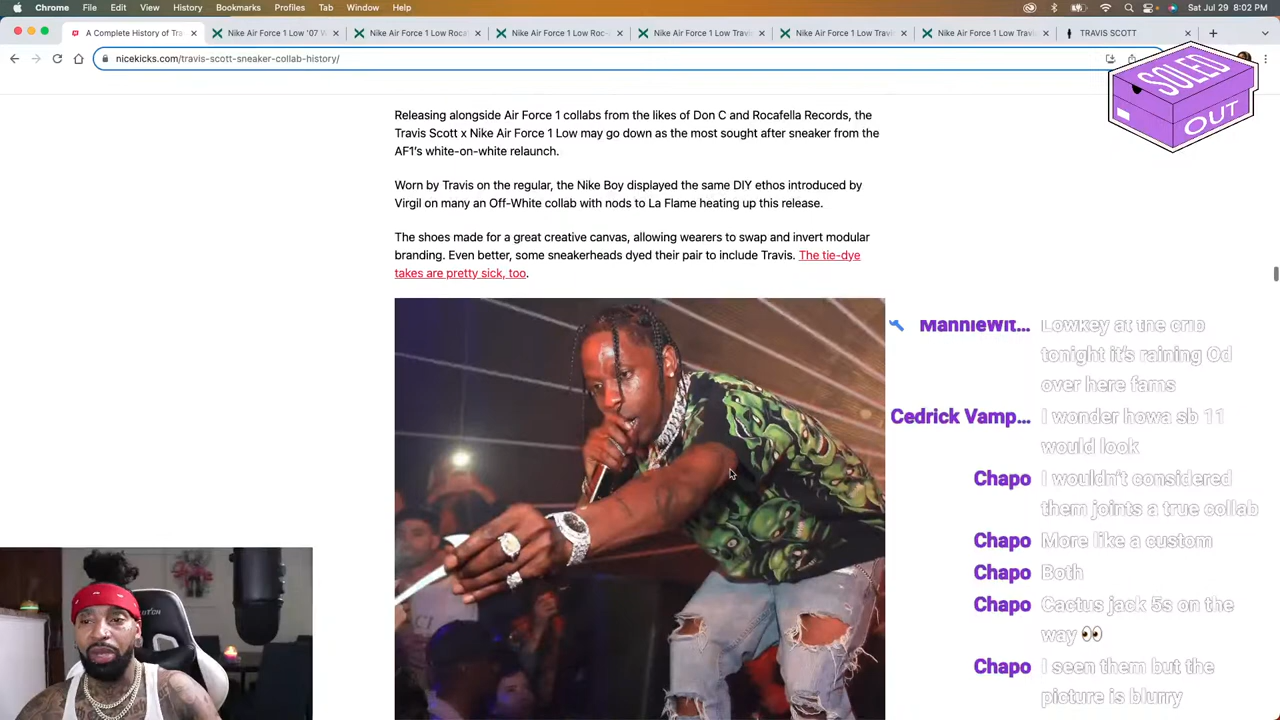 Chrome File Edit View History Bookmarks Profiles Tab Window Help
Sat Jul 29 8:02 PM
A Complete History of Tra
Nike Air Force 1 Low '07 W
Nike Air Force 1 Low Roca
Nike Air Force 1 Low Roc-
Nike Air Force 1 Low Travis
Nike Air Force 1 Low Travis
Nike Air Force 1 Low Travis
TRAVIS SCOTT
nicekicks.com/travis-scott-sneaker-collab-history/
SOLED
OUT
Releasing alongside Air Force 1 collabs from the likes of Don C and Rocafella Records, the
Travis Scott x Nike Air Force 1 Low may go down as the most sought after sneaker from the
AF1's white-on-white relaunch.
Worn by Travis on the regular, the Nike Boy displayed the same DIY ethos introduced by
Virgil on many an Off-White collab with nods to La Flame heating up this release.
The shoes made for a great creative canvas, allowing wearers to swap and invert modular
branding. Even better, some sneakerheads dyed their pair to include Travis. The tie-dye
takes are pretty sick, too.
MannieWit... Lowkey at the crib
tonight it's raining Od
over here fams
Cedrick Vamp... I wonder howa sb 11
would look
Chapo I wouldn't considered
them joints a true collab
Chapo More like a custom
Chapo Both
Chapo Cactus jack 5s on the
way 👀
Chapo I seen them but the
picture is blurry